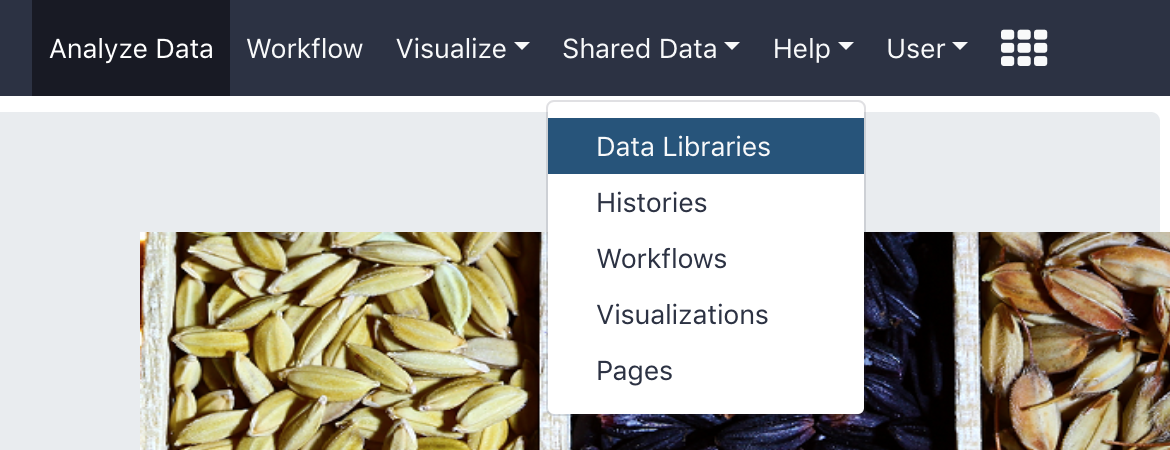 Analyze Data Workflow Visualize Shared Data Help User
Data Libraries
Histories
Workflows
Visualizations
Pages